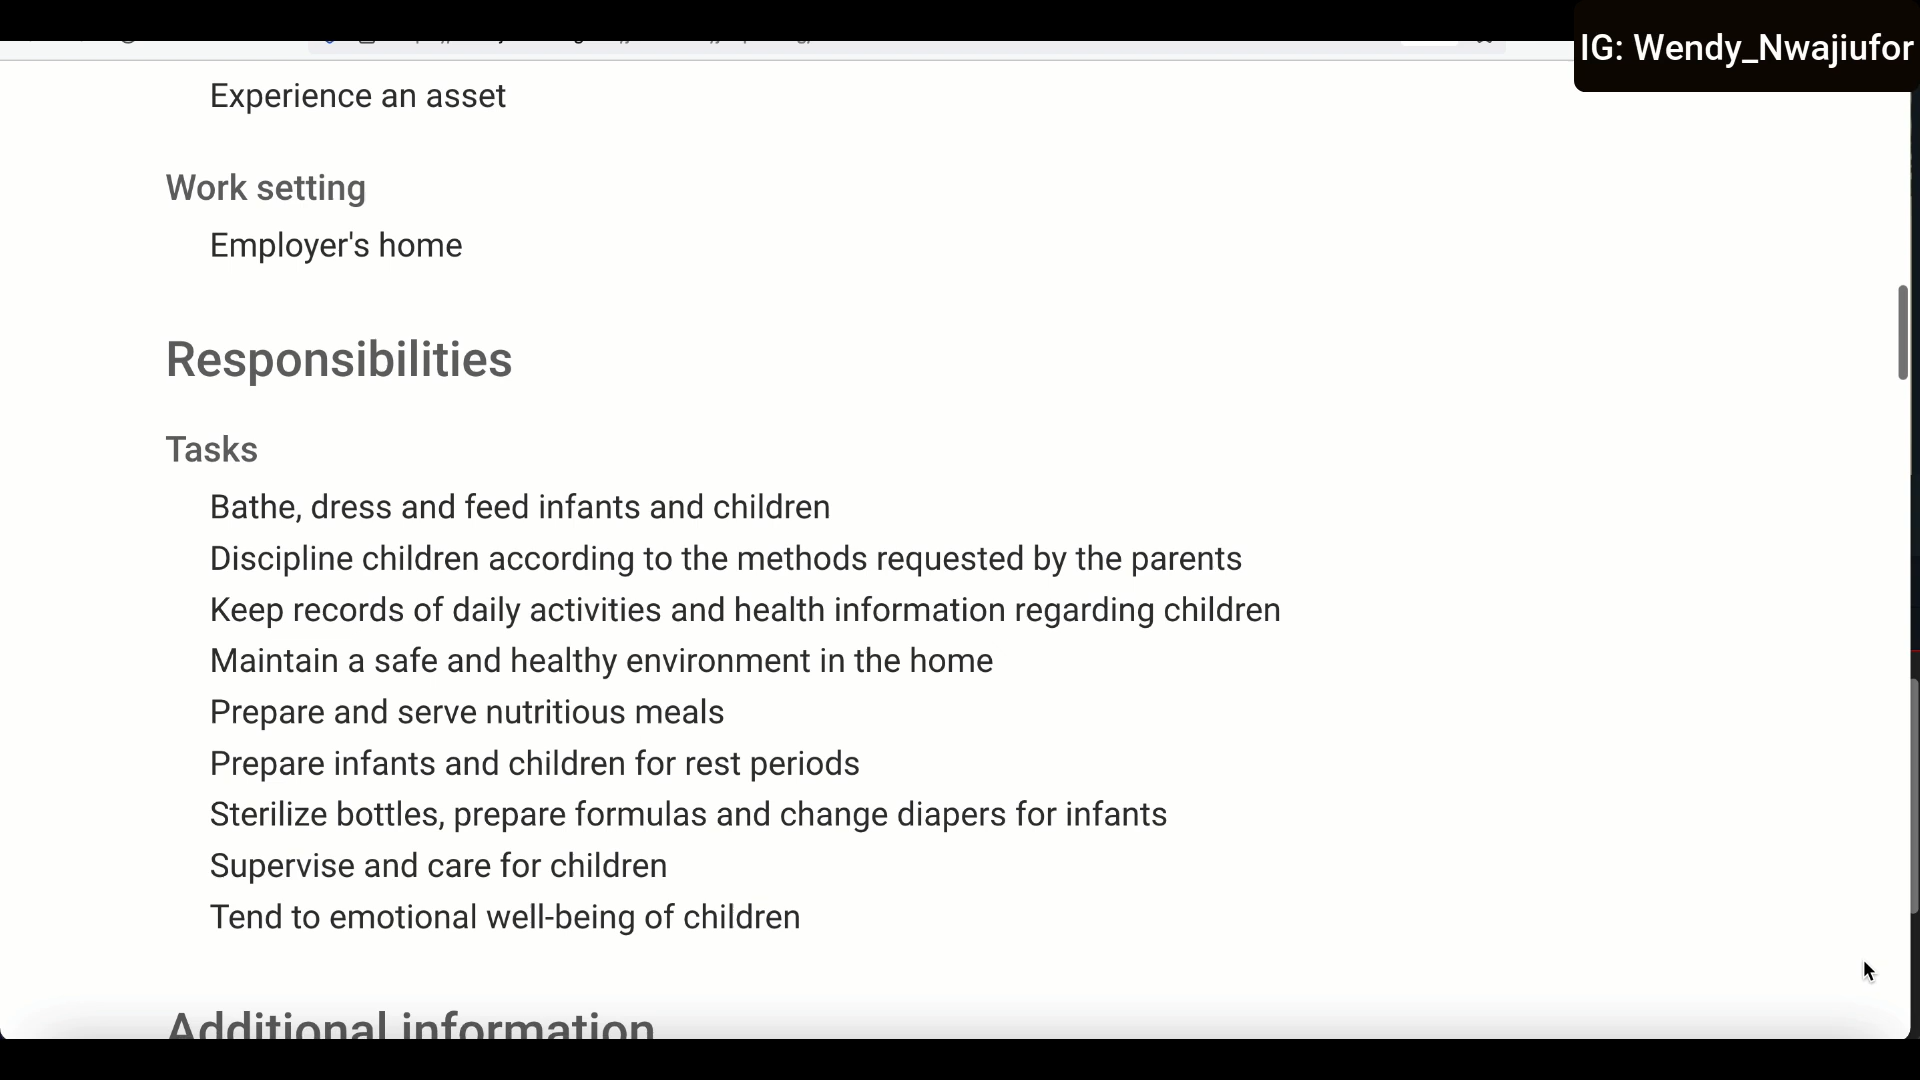 IG: Wendy_Nwajiufor
Experience an asset
Work setting
Employer's home
Responsibilities
Tasks
Bathe, dress and feed infants and children
Discipline children according to the methods requested by the parents
Keep records of daily activities and health information regarding children
Maintain a safe and healthy environment in the home
Prepare and serve nutritious meals
Prepare infants and children for rest periods
Sterilize bottles, prepare formulas and change diapers for infants
Supervise and care for children
Tend to emotional well-being of children
Additional information